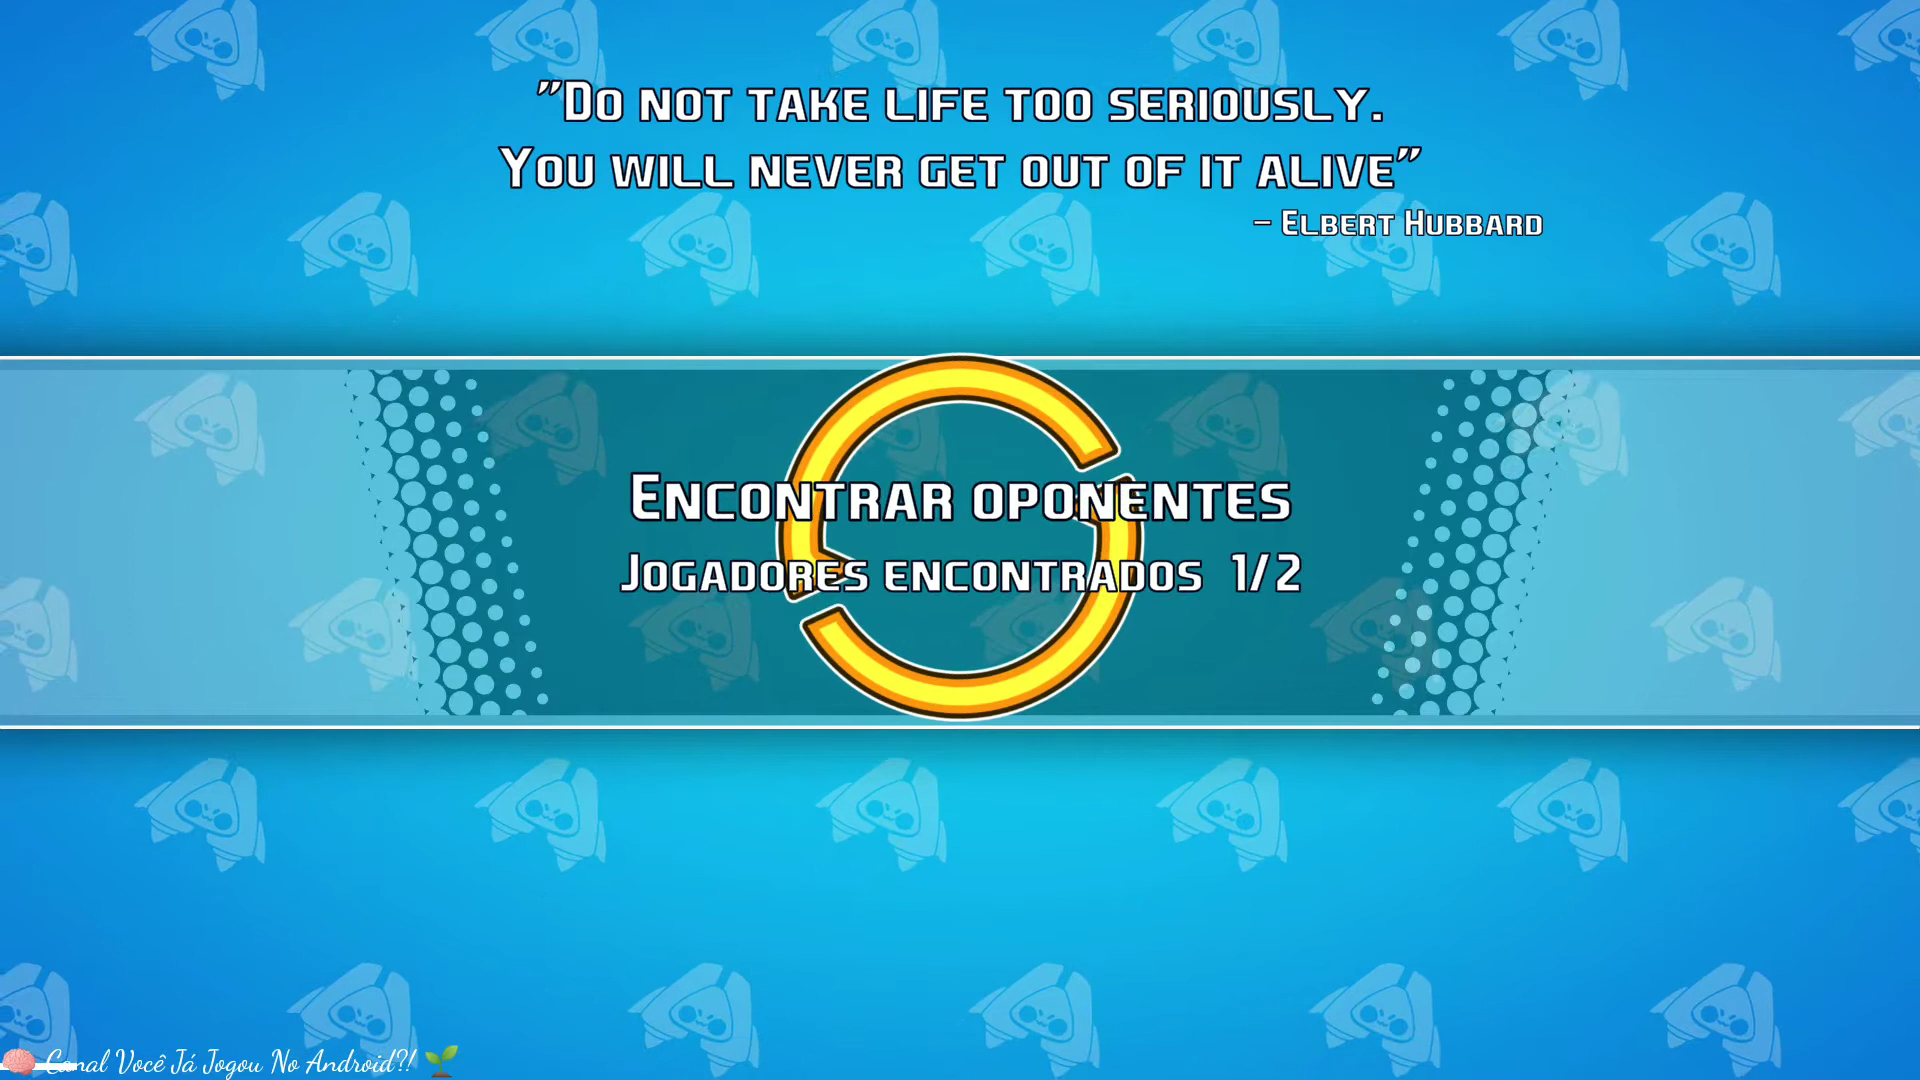 "Do not take life too seriously.
You will never get out of it alive"
- Elbert Hubbard
Encontrar oponentes
Jogadores encontrados 1/2
Canal Você Já Jogou No Android?!